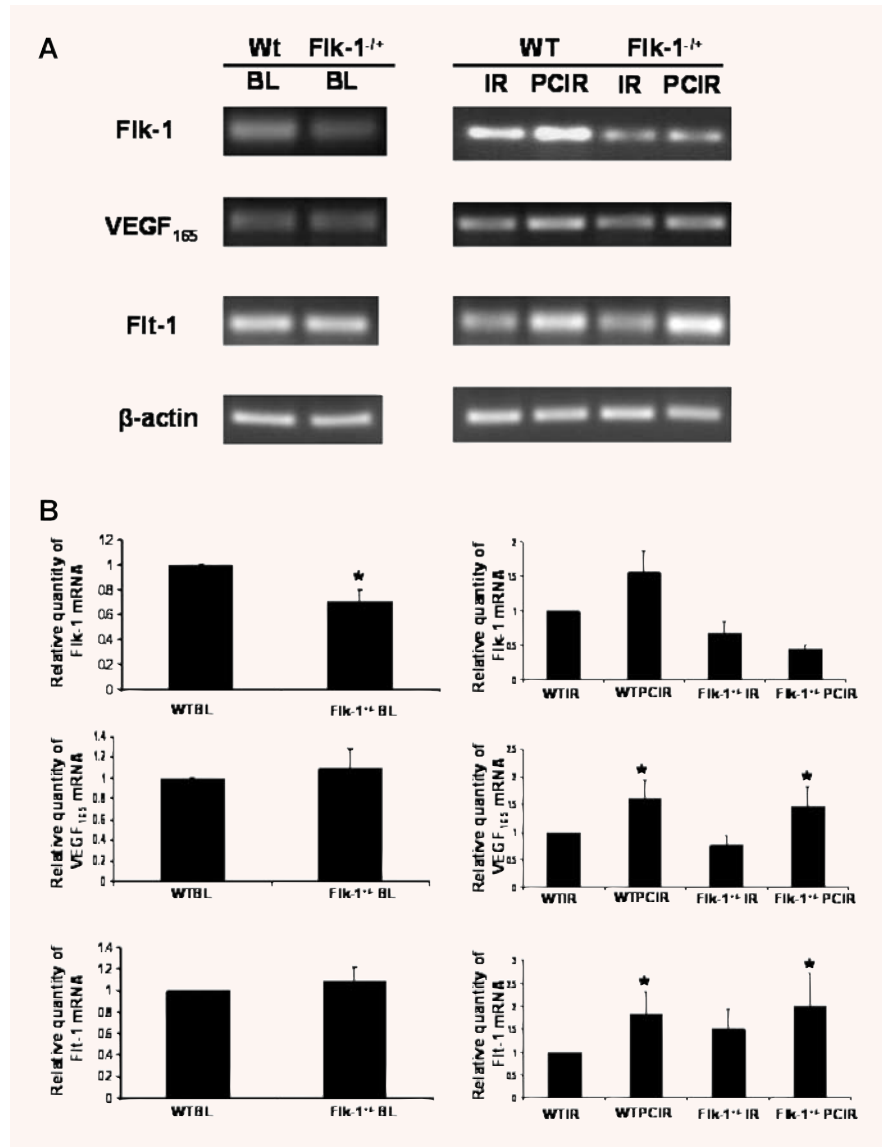 A
Wt Flk-1-/+ WT Flk-1-/+
BL BL IR PCIR IR PCIR
Flk-1
VEGF165
Flt-1
β-actin
B
Relative quantity of Flk-1 mRNA
1.2
1
0.8
0.6
0.4
0.2
0
*
WTBL Flk-1+/- BL
Relative quantity of Flk-1 mRNA
2
1.5
1
0.5
0
WTIR WTPCIR Flk-1+/- IR Flk-1+/- PCIR
Relative quantity of VEGF165 mRNA
1.4
1.2
1
0.8
0.6
0.4
0.2
0
WTBL Flk-1+/- BL
Relative quantity of VEGF165 mRNA
2.5
2
1.5
1
0.5
0
* *
WTIR WTPCIR Flk-1+/- IR Flk-1+/- PCIR
Relative quantity of Flt-1 mRNA
1.4
1.2
1
0.8
0.6
0.4
0.2
0
WTBL Flk-1+/- BL
Relative quantity of Flt-1 mRNA
3
2.5
2
1.5
1
0.5
0
* *
WTIR WTPCIR Flk-1+/- IR Flk-1+/- PCIR